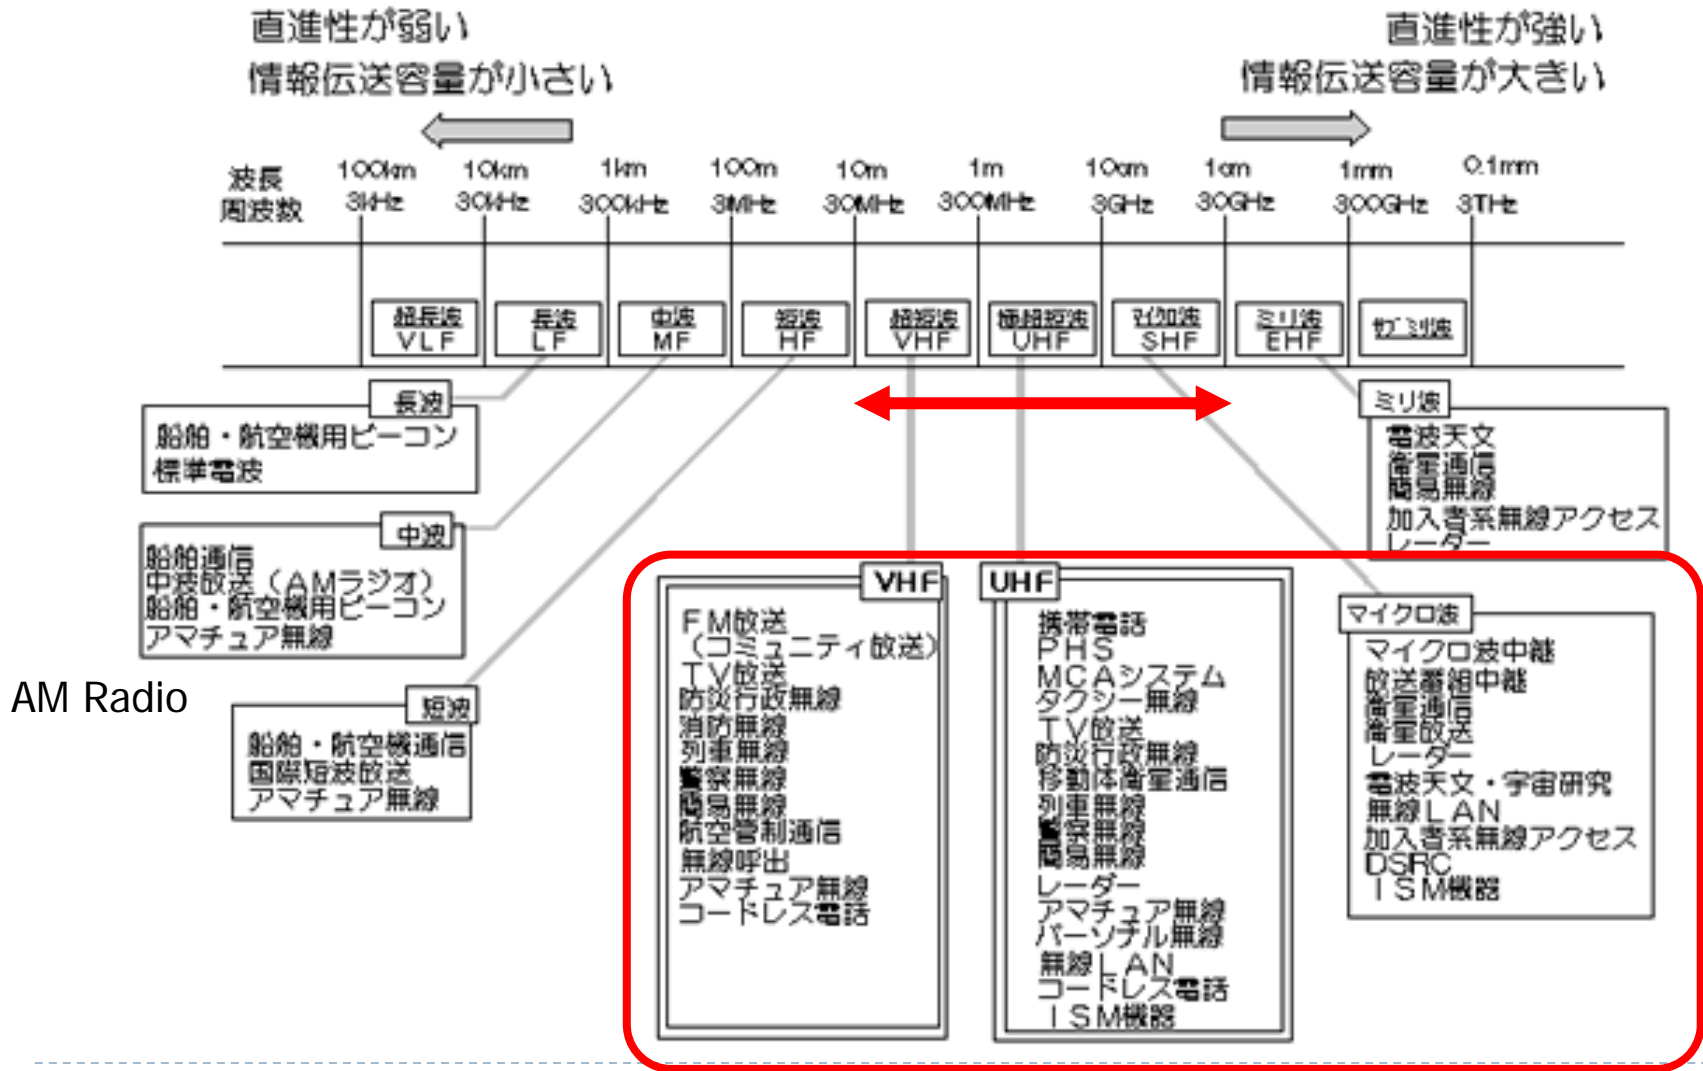 直進性が弱い
情報伝送容量が小さい
直進性が強い
情報伝送容量が大きい
波長 100km 10km 1km 100m 10m 1m 10cm 1cm 1mm 0.1mm
周波数 3kHz 30kHz 300kHz 3MHz 30MHz 300MHz 3GHz 30GHz 300GHz 3THz
超長波
VLF
長波
LF
中波
MF
短波
HF
超短波
VHF
極超短波
UHF
マイクロ波
SHF
ミリ波
EHF
サブミリ波
長波
船舶・航空機用ビーコン
標準電波
中波
船舶通信
中波放送（AMラジオ）
船舶・航空機用ビーコン
アマチュア無線
AM Radio
短波
船舶・航空機通信
国際短波放送
アマチュア無線
VHF
FM放送
（コミュニティ放送）
TV放送
防災行政無線
消防無線
列車無線
警察無線
簡易無線
航空管制通信
無線呼出
アマチュア無線
コードレス電話
UHF
携帯電話
PHS
MCAシステム
タクシー無線
TV放送
防災行政無線
移動体衛星通信
列車無線
警察無線
簡易無線
レーダー
アマチュア無線
パーソナル無線
無線LAN
コードレス電話
ISM機器
ミリ波
電波天文
衛星通信
簡易無線
加入者系無線アクセス
レーダー
マイクロ波
マイクロ波中継
放送番組中継
衛星通信
衛星放送
レーダー
電波天文・宇宙研究
無線LAN
加入者系無線アクセス
DSRC
ISM機器